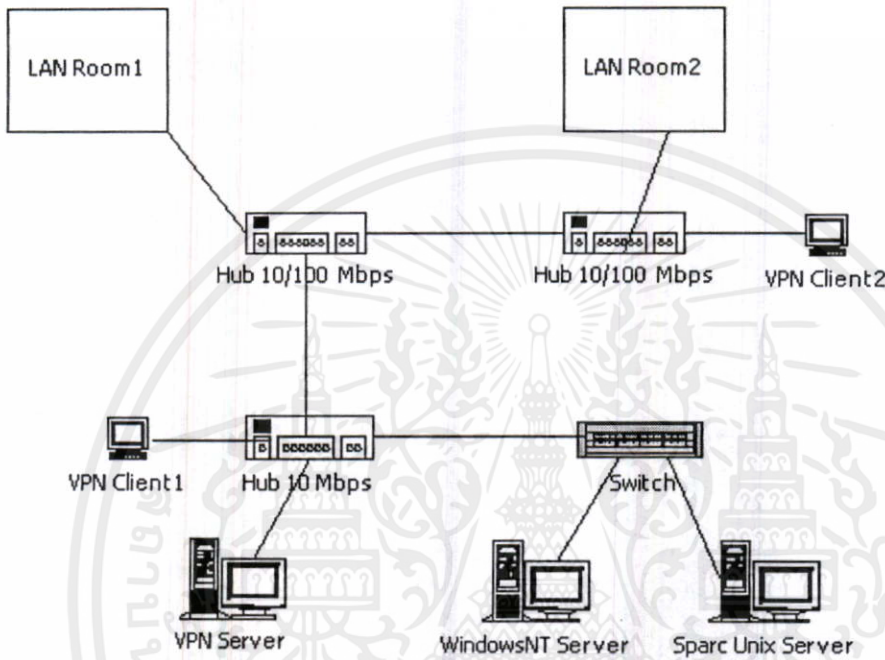 LAN Room1
LAN Room2
Hub 10/100 Mbps
Hub 10/100 Mbps
VPN Client2
VPN Client1
Hub 10 Mbps
Switch
VPN Server
WindowsNT Server
Sparc Unix Server